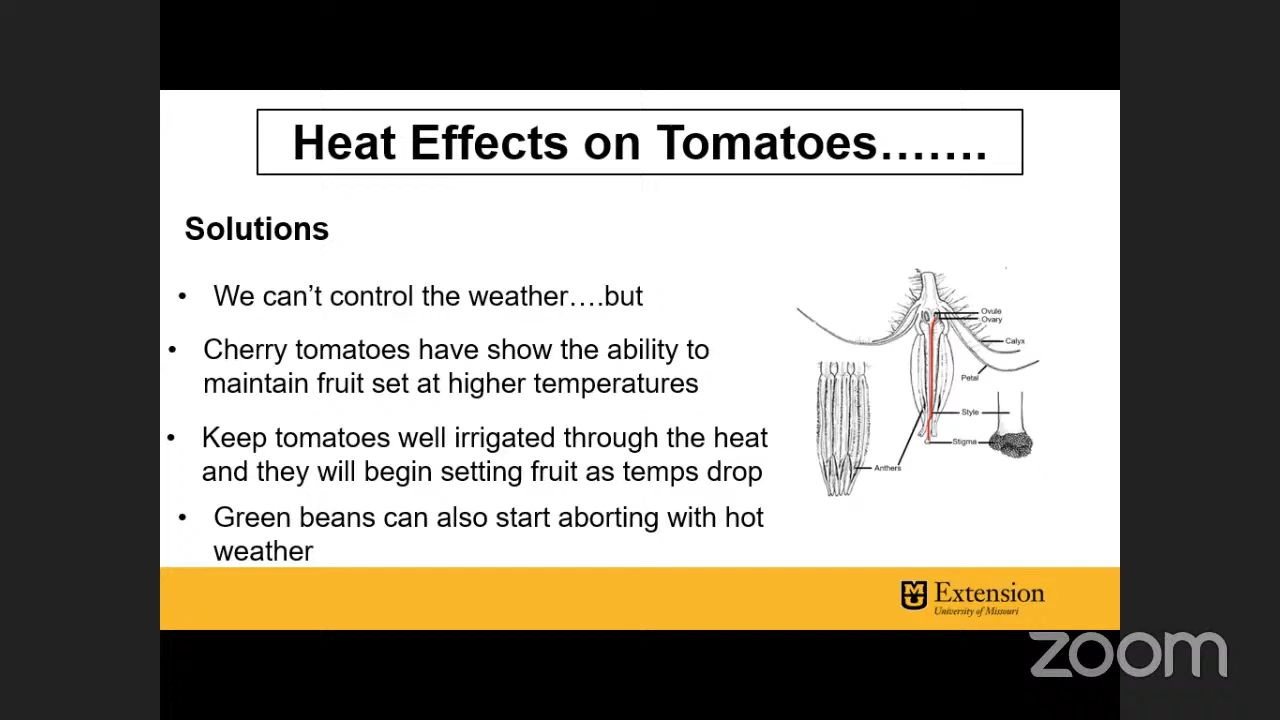 Heat Effects on Tomatoes.......
Solutions
• We can't control the weather....but
• Cherry tomatoes have show the ability to
maintain fruit set at higher temperatures
• Keep tomatoes well irrigated through the heat
and they will begin setting fruit as temps drop
• Green beans can also start aborting with hot
weather
Ovule
Ovary
Calyx
Petal
Style
Stigma
Anthers
MU Extension
University of Missouri
zoom